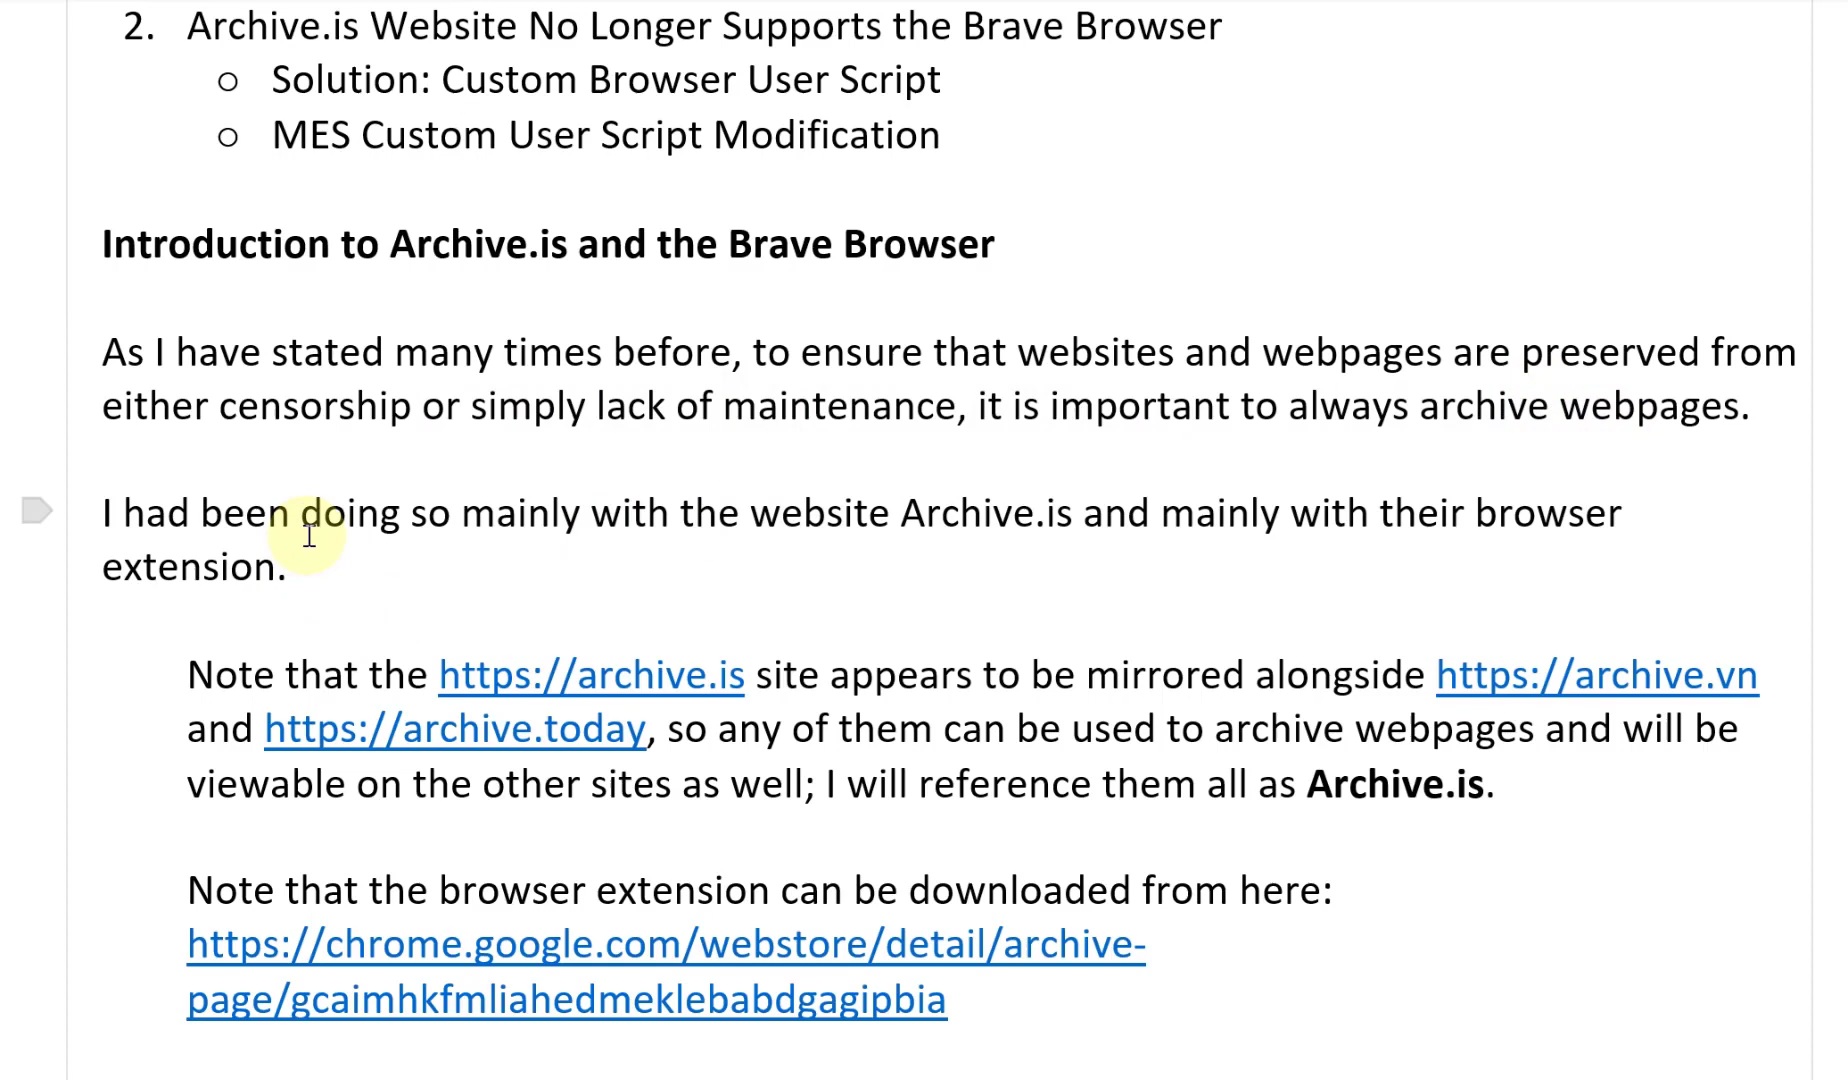 2. Archive.is Website No Longer Supports the Brave Browser
○ Solution: Custom Browser User Script
○ MES Custom User Script Modification
Introduction to Archive.is and the Brave Browser
As I have stated many times before, to ensure that websites and webpages are preserved from
either censorship or simply lack of maintenance, it is important to always archive webpages.
I had been doing so mainly with the website Archive.is and mainly with their browser
extension.
Note that the https://archive.is site appears to be mirrored alongside https://archive.vn
and https://archive.today, so any of them can be used to archive webpages and will be
viewable on the other sites as well; I will reference them all as Archive.is.
Note that the browser extension can be downloaded from here:
https://chrome.google.com/webstore/detail/archive-
page/gcaimhkfmliahedmeklebabdgagipbia